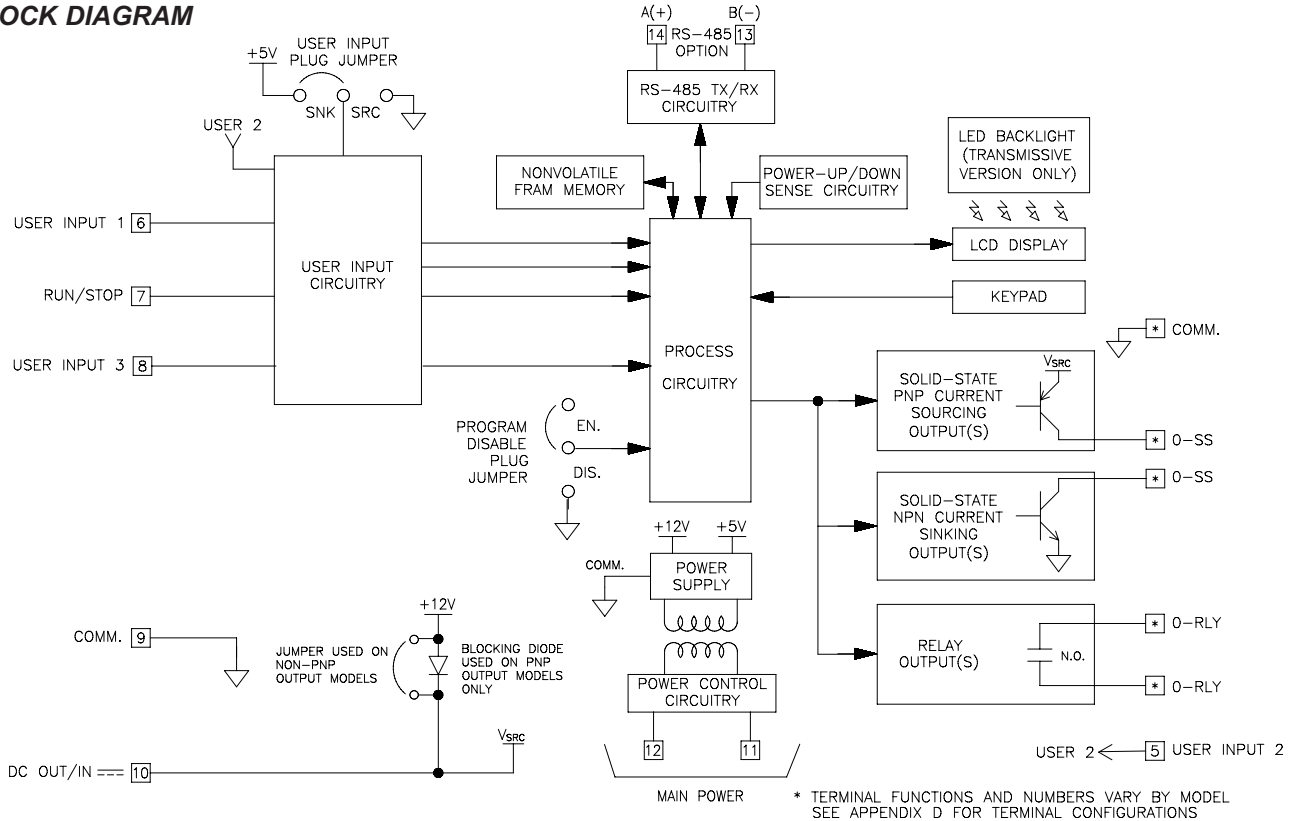 OCK DIAGRAM
A(+)
B(-)
14
RS-485
OPTION
13
RS-485 TX/RX
CIRCUITRY
+5V
USER INPUT
PLUG JUMPER
SNK
SRC
USER 2
NONVOLATILE
FRAM MEMORY
POWER-UP/DOWN
SENSE CIRCUITRY
LED BACKLIGHT
(TRANSMISSIVE
VERSION ONLY)
USER INPUT 1
6
RUN/STOP
7
USER INPUT 3
8
USER INPUT
CIRCUITRY
LCD DISPLAY
KEYPAD
PROCESS
CIRCUITRY
* COMM.
SOLID-STATE
PNP CURRENT
SOURCING
OUTPUT(S)
VSRC
* O-SS
* O-SS
SOLID-STATE
NPN CURRENT
SINKING
OUTPUT(S)
PROGRAM
DISABLE
PLUG
JUMPER
EN.
DIS.
+12V
+5V
COMM.
POWER
SUPPLY
POWER CONTROL
CIRCUITRY
12
11
MAIN POWER
RELAY
OUTPUT(S)
N.O.
* O-RLY
* O-RLY
COMM.
9
+12V
JUMPER USED ON
NON-PNP
OUTPUT MODELS
BLOCKING DIODE
USED ON PNP
OUTPUT MODELS
ONLY
VSRC
DC OUT/IN
10
USER 2
5
USER INPUT 2
* TERMINAL FUNCTIONS AND NUMBERS VARY BY MODEL
SEE APPENDIX D FOR TERMINAL CONFIGURATIONS